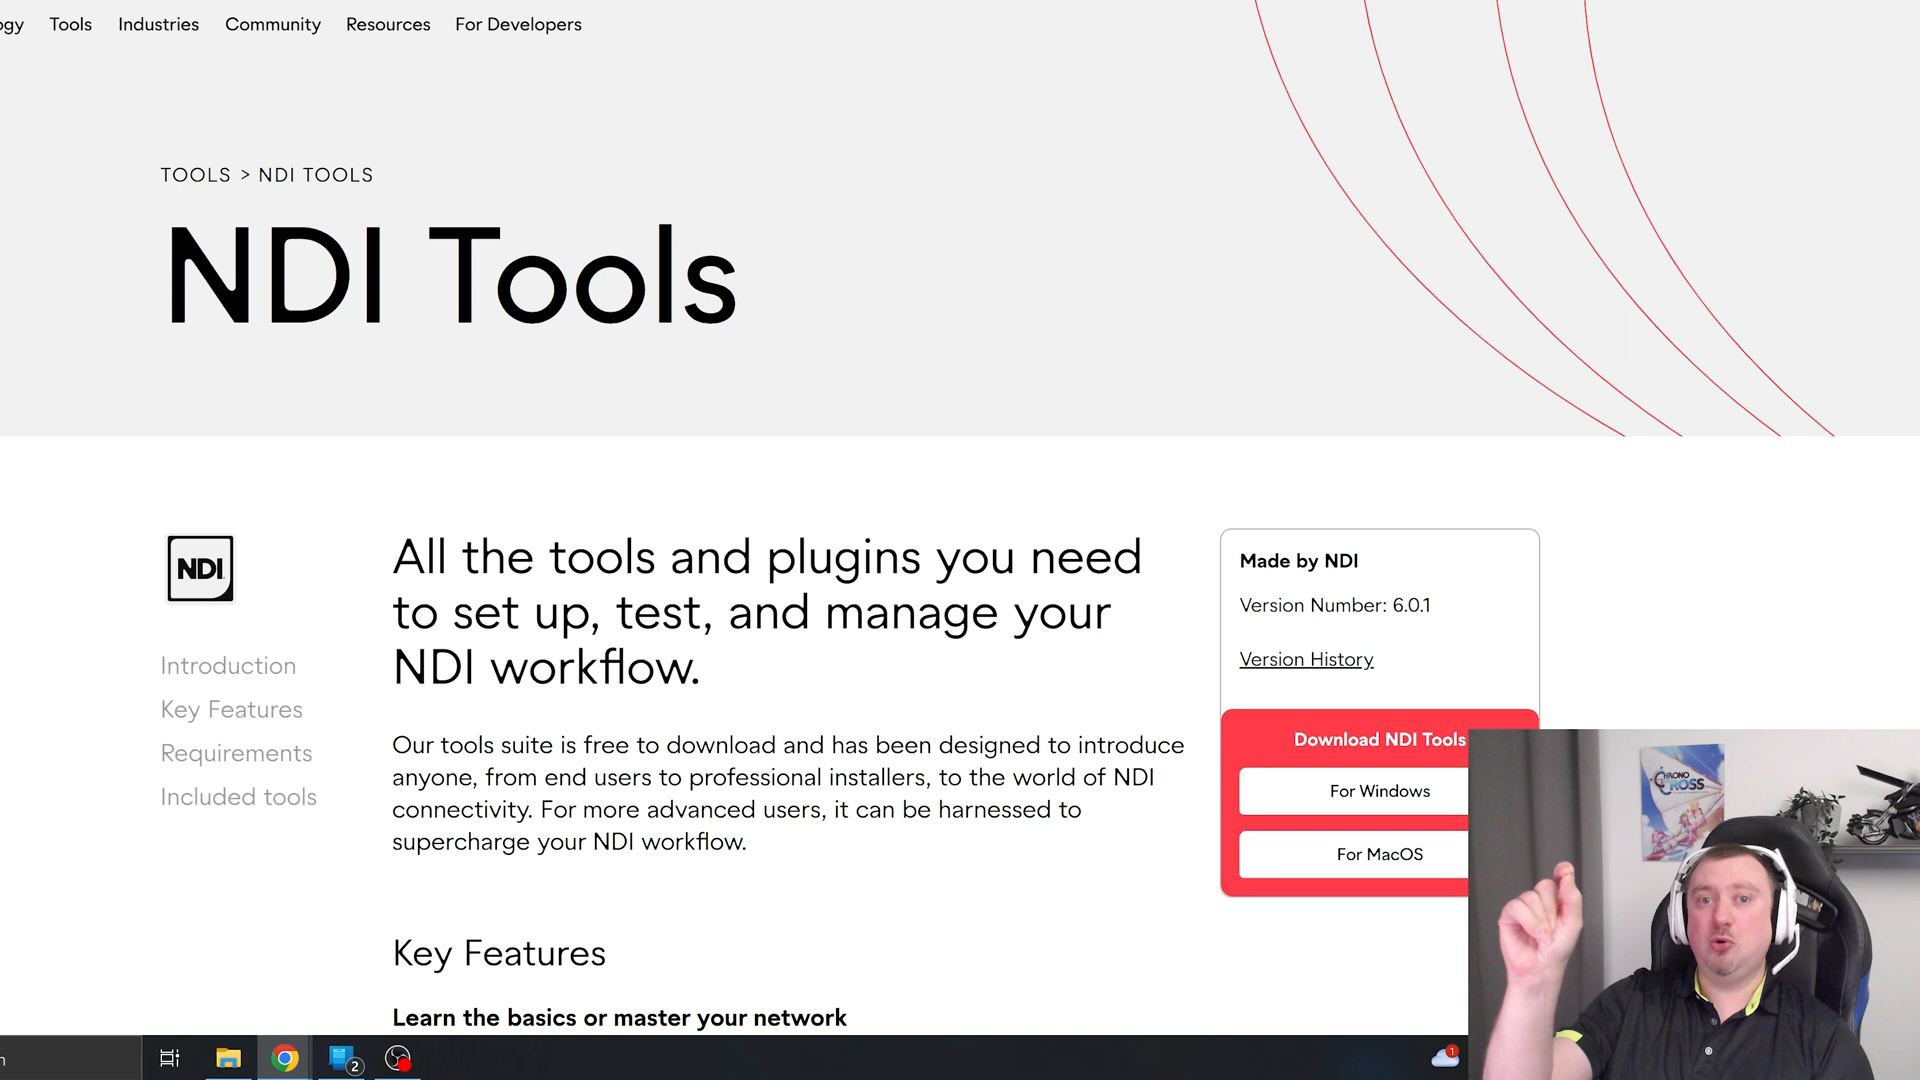 Tools Industries Community Resources For Developers
TOOLS > NDI TOOLS
NDI Tools
NDI
Introduction
Key Features
Requirements
Included tools
All the tools and plugins you need
to set up, test, and manage your
NDI workflow.
Our tools suite is free to download and has been designed to introduce
anyone, from end users to professional installers, to the world of NDI
connectivity. For more advanced users, it can be harnessed to
supercharge your NDI workflow.
Key Features
Learn the basics or master your network
Made by NDI
Version Number: 6.0.1
Version History
Download NDI Tools
For Windows
For MacOS
CHRONO
CROSS
2
1